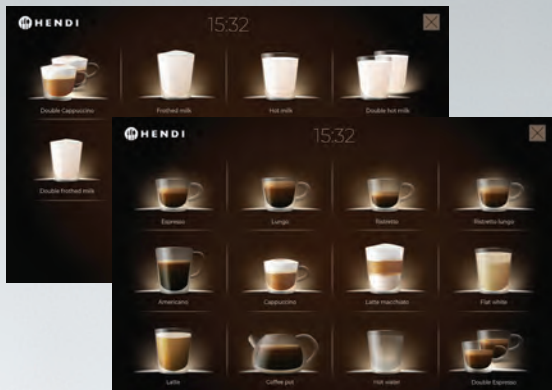 HENDI
15:32
Double Cappuccino
Frothed milk
Hot milk
Double hot milk
Double frothed milk
HENDI
15:32
Espresso
Lungo
Ristretto
Ristretto lungo
Americano
Cappuccino
Latte macchiato
Flat white
Latte
Coffee pot
Hot water
Double Espresso